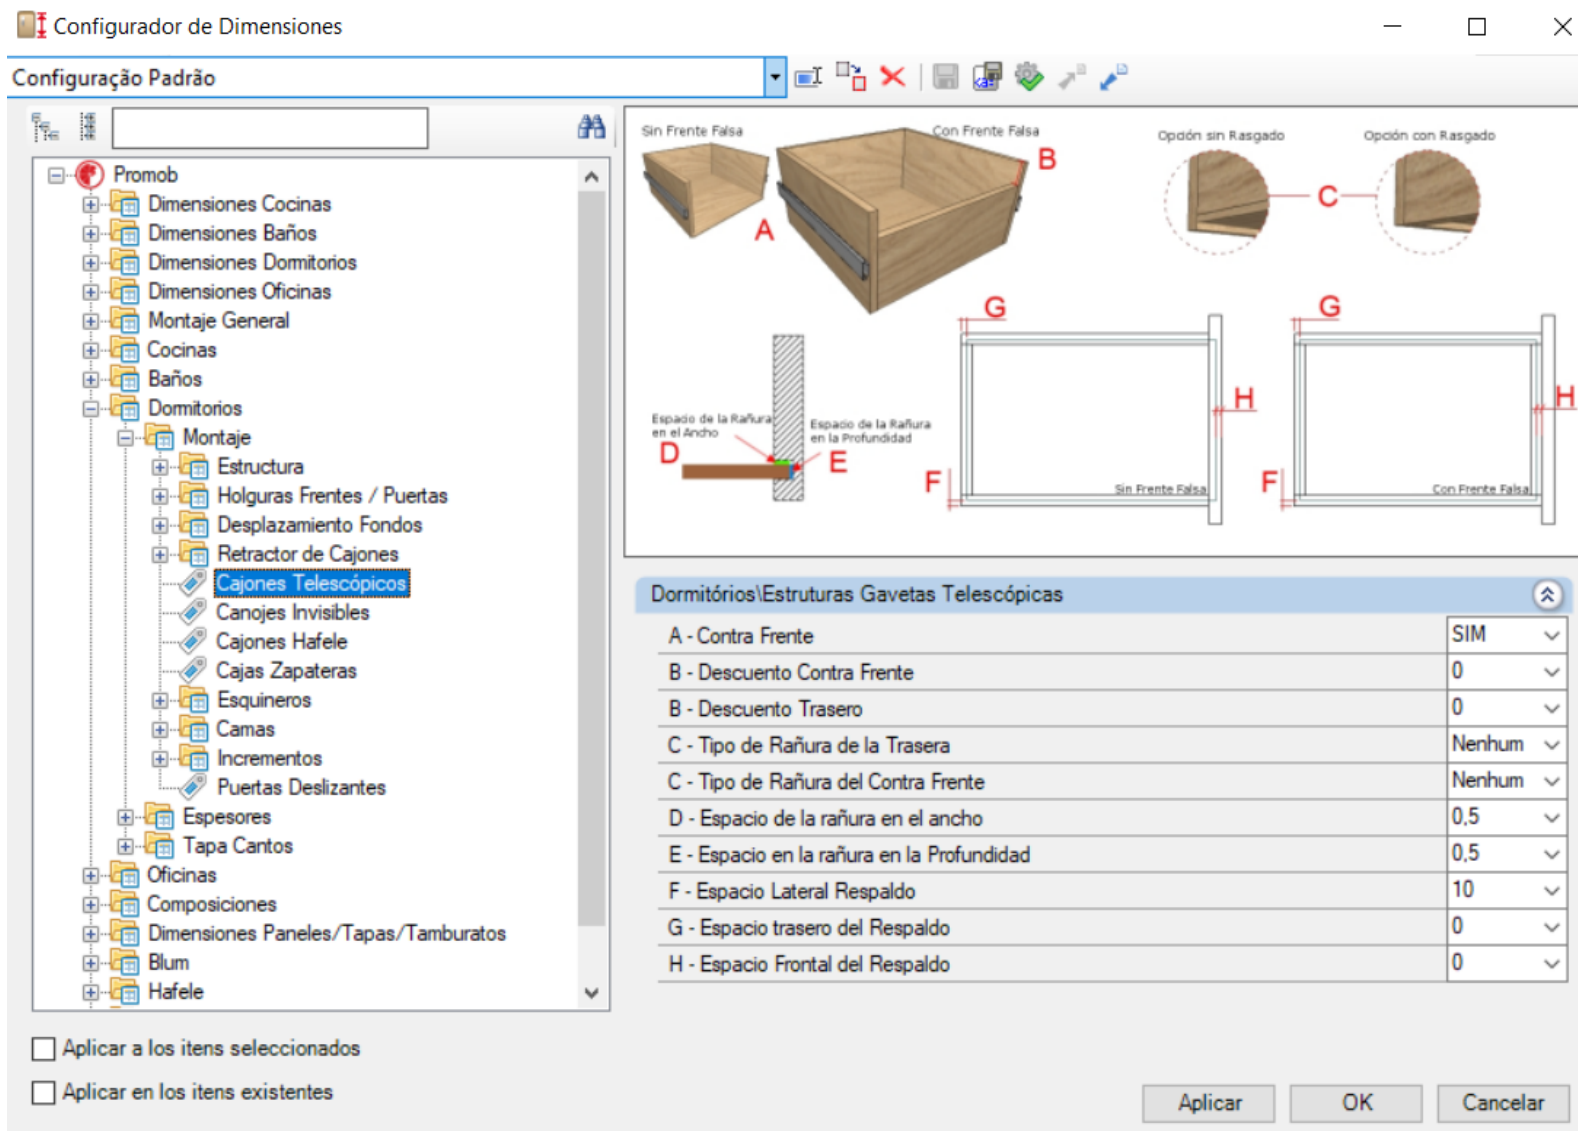 Configurador de Dimensiones
Configuração Padrão
Promob
Dimensiones Cocinas
Dimensiones Baños
Dimensiones Dormitorios
Dimensiones Oficinas
Montaje General
Cocinas
Baños
Dormitorios
Montaje
Estructura
Holguras Frentes / Puertas
Desplazamiento Fondos
Retractor de Cajones
Cajones Telescópicos
Canojes Invisibles
Cajones Hafele
Cajas Zapateras
Esquineros
Camas
Incrementos
Puertas Deslizantes
Espesores
Tapa Cantos
Oficinas
Composiciones
Dimensiones Paneles/Tapas/Tamburatos
Blum
Hafele
Sin Frente Falsa
Con Frente Falsa
A
B
Opción sin Rasgado
Opción con Rasgado
C
Espacio de la Rañura
en el Ancho
D
Espacio de la Rañura
en la Profundidad
E
G
H
F
Sin Frente Falsa
G
H
F
Con Frente Falsa
Dormitórios\Estruturas Gavetas Telescópicas
A - Contra Frente SIM
B - Descuento Contra Frente 0
B - Descuento Trasero 0
C - Tipo de Rañura de la Trasera Nenhum
C - Tipo de Rañura del Contra Frente Nenhum
D - Espacio de la rañura en el ancho 0,5
E - Espacio en la rañura en la Profundidad 0,5
F - Espacio Lateral Respaldo 10
G - Espacio trasero del Respaldo 0
H - Espacio Frontal del Respaldo 0
Aplicar a los itens seleccionados
Aplicar en los itens existentes
Aplicar
OK
Cancelar